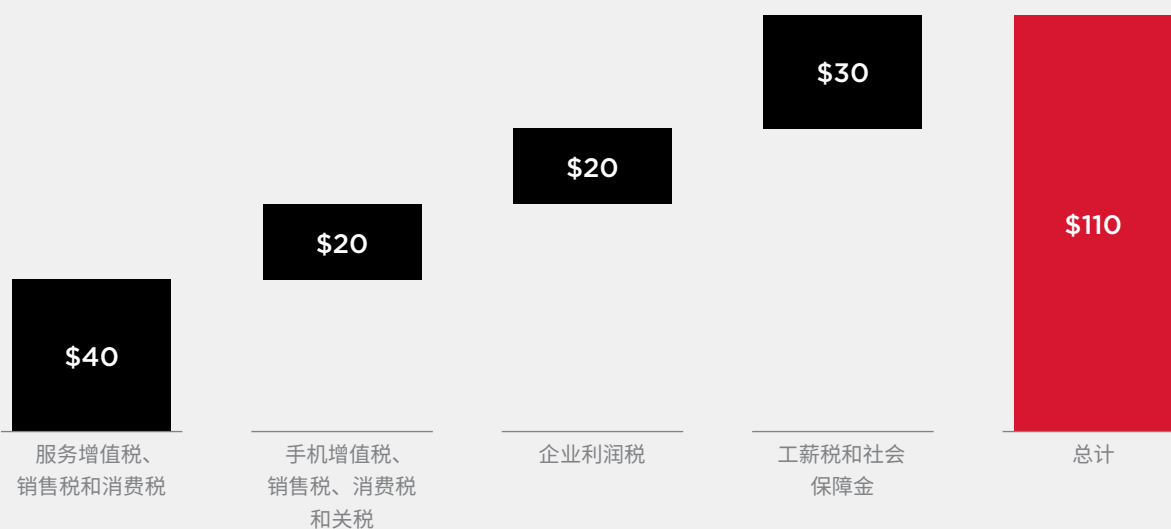 $30
$20
$110
$20
$40
服务增值税、
销售税和消费税
手机增值税、
销售税、消费税
和关税
企业利润税
工薪税和社会
保障金
总计